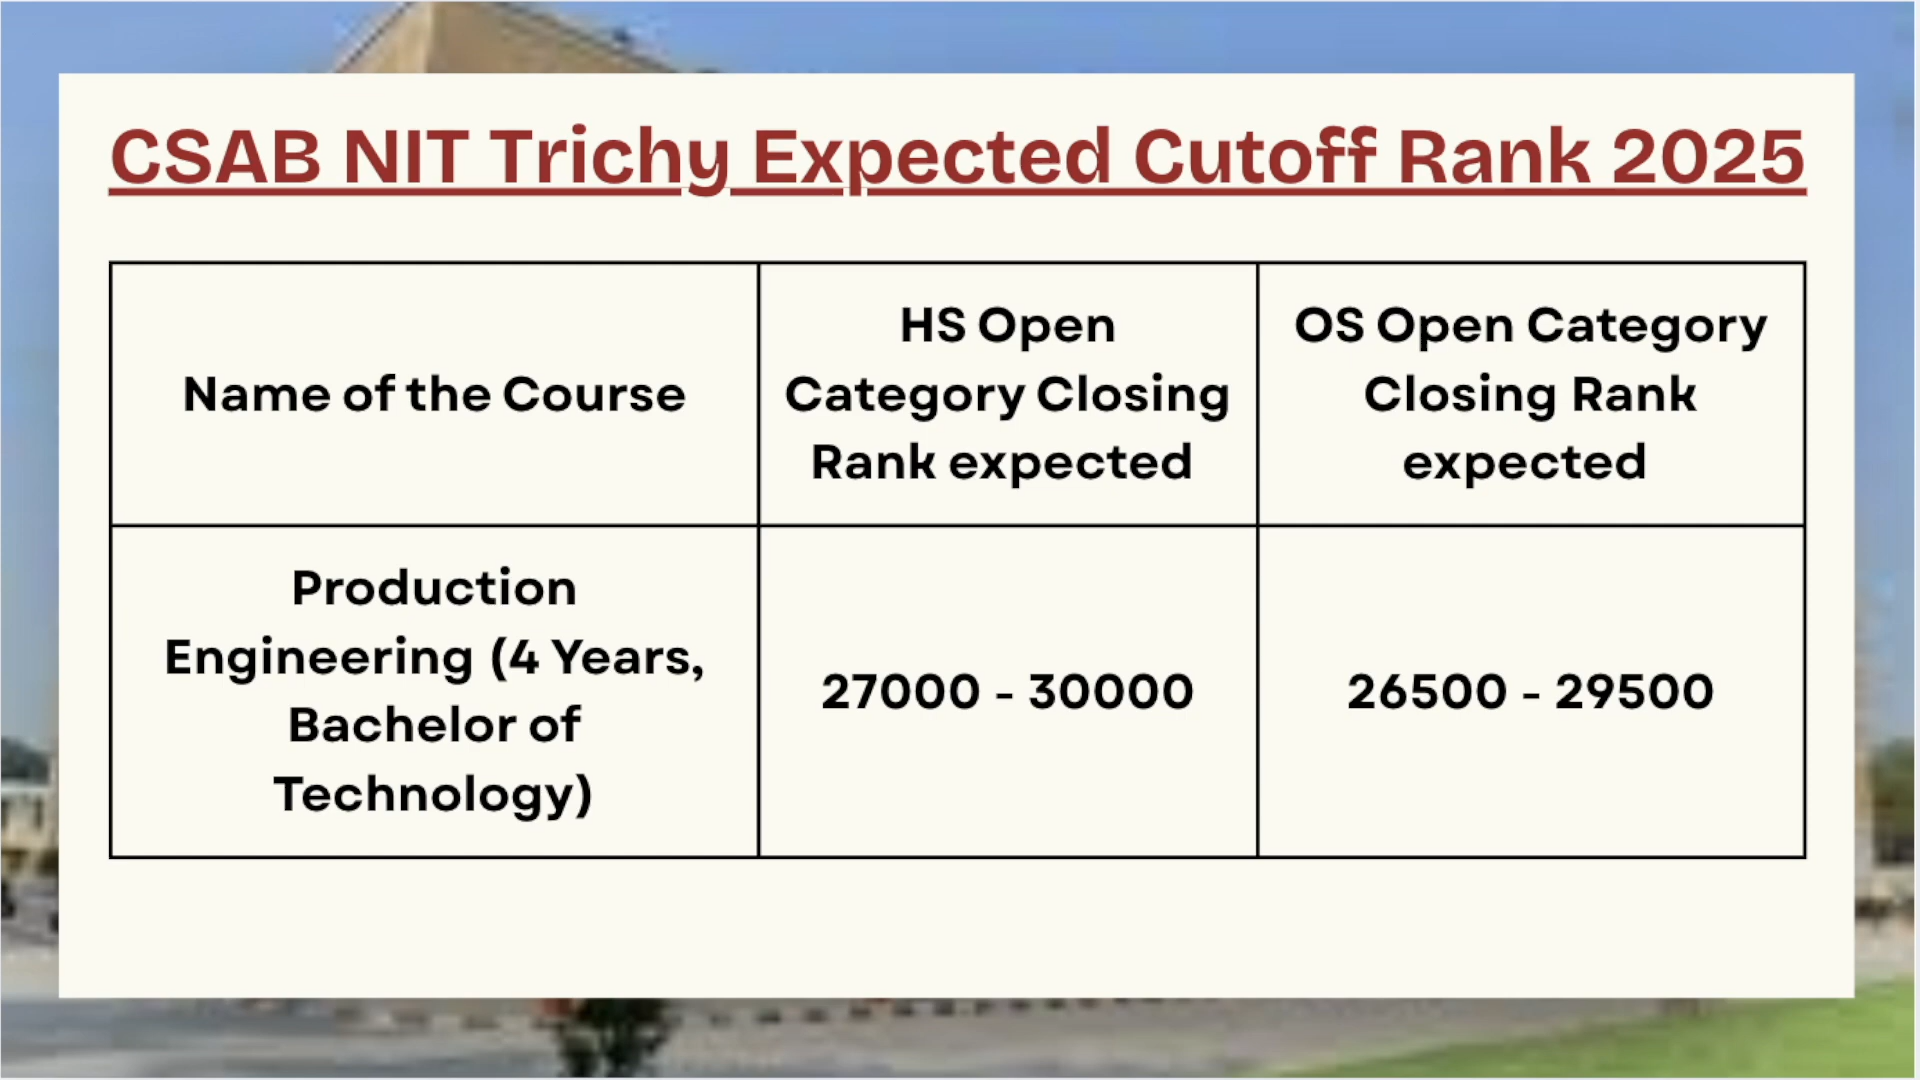 CSAB NIT Trichy Expected Cutoff Rank 2025
Name of the Course
HS Open
Category Closing
Rank expected
OS Open Category
Closing Rank
expected
Production
Engineering (4 Years,
Bachelor of
Technology)
27000 - 30000
26500 - 29500